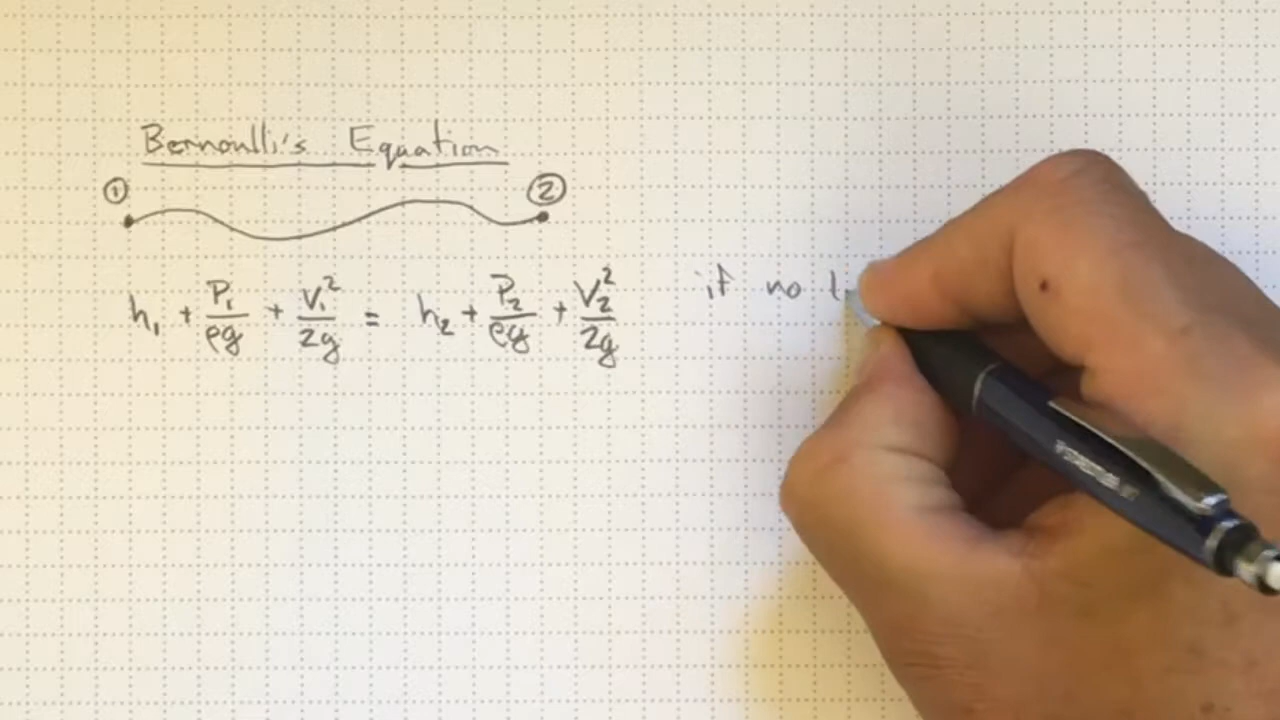 Bernoulli's Equation
① ②
h₁ + P₁/ρg + V₁²/2g = h₂ + P₂/ρg + V₂²/2g if no